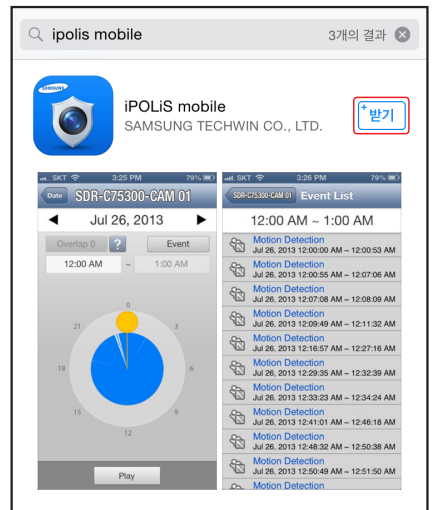 ipolis mobile 3개의 결과
SAMSUNG
iPOLiS mobile
SAMSUNG TECHWIN CO., LTD.
+받기
SKT 3:25 PM 79%
Date SDR-C75300-CAM 01
Jul 26, 2013
Overlap 0 ? Event
12:00 AM ~ 1:00 AM
0
21 3
18 6
15 9
12
Play
SKT 3:26 PM 79%
SDR-C75300-CAM 01 Event List
12:00 AM ~ 1:00 AM
Motion Detection
Jul 26, 2013 12:00:00 AM ~ 12:00:53 AM
Motion Detection
Jul 26, 2013 12:00:55 AM ~ 12:07:06 AM
Motion Detection
Jul 26, 2013 12:07:08 AM ~ 12:08:09 AM
Motion Detection
Jul 26, 2013 12:09:49 AM ~ 12:11:32 AM
Motion Detection
Jul 26, 2013 12:16:57 AM ~ 12:27:16 AM
Motion Detection
Jul 26, 2013 12:29:35 AM ~ 12:32:39 AM
Motion Detection
Jul 26, 2013 12:33:23 AM ~ 12:34:24 AM
Motion Detection
Jul 26, 2013 12:41:01 AM ~ 12:46:18 AM
Motion Detection
Jul 26, 2013 12:48:32 AM ~ 12:50:38 AM
Motion Detection
Jul 26, 2013 12:50:49 AM ~ 12:51:50 AM
Motion Detection